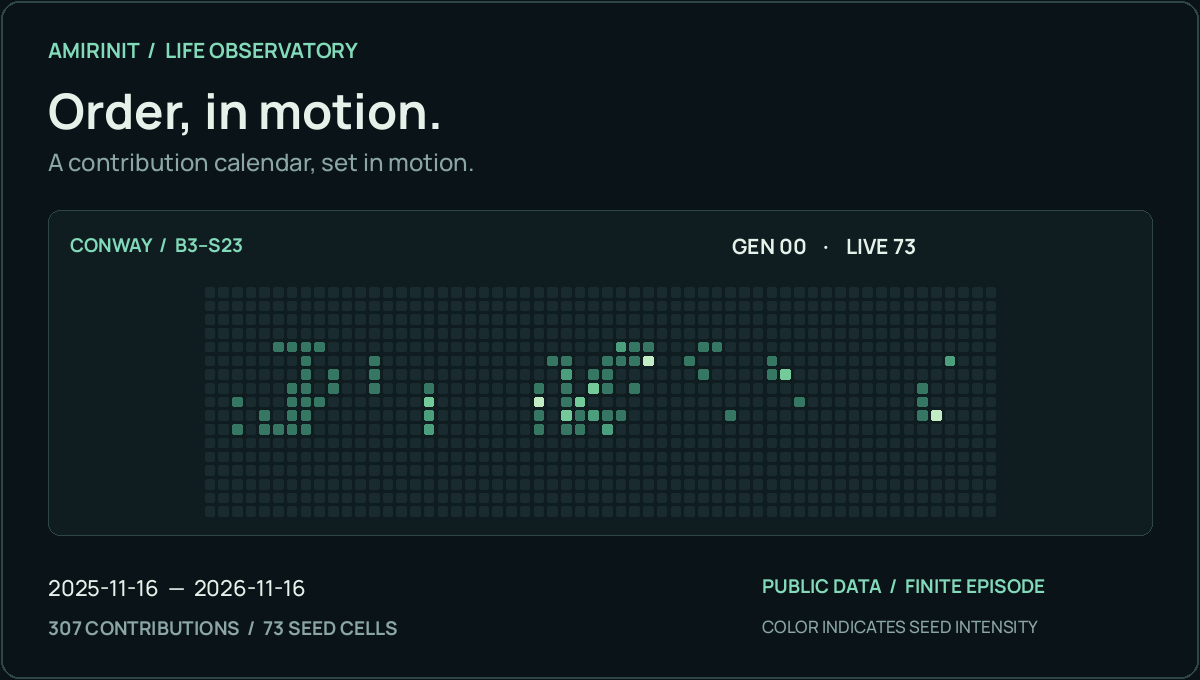 AMIRINIT / LIFE OBSERVATORY
Order, in motion.
A contribution calendar, set in motion.
CONWAY / B3–S23
GEN 00 · LIVE 73
2025-11-16 — 2026-11-16
307 CONTRIBUTIONS / 73 SEED CELLS
PUBLIC DATA / FINITE EPISODE
COLOR INDICATES SEED INTENSITY